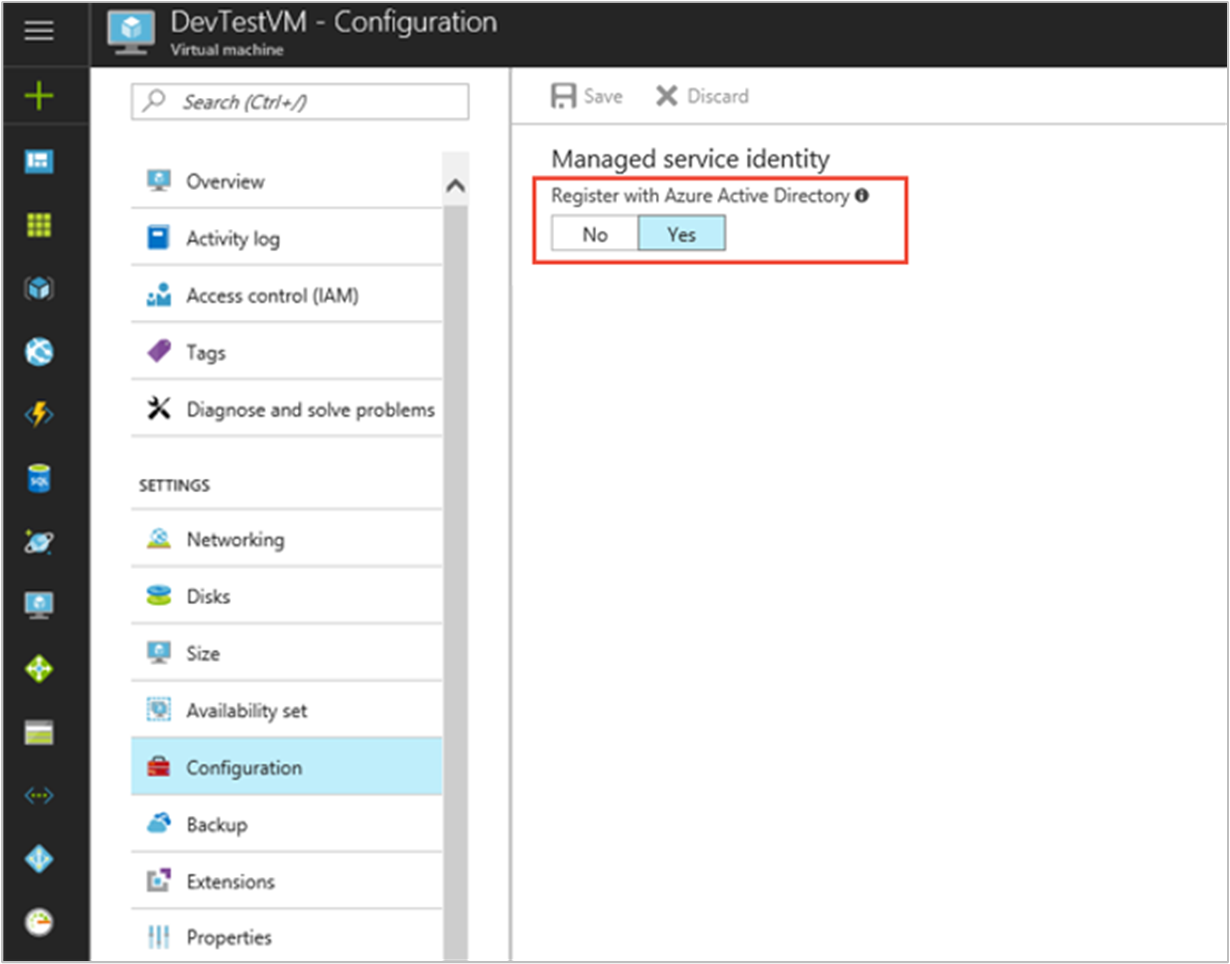 DevTestVM - Configuration
Virtual machine
Search (Ctrl+/)
Overview
Activity log
Access control (IAM)
Tags
Diagnose and solve problems
SETTINGS
Networking
Disks
Size
Availability set
Configuration
Backup
Extensions
Properties
Save Discard
Managed service identity
Register with Azure Active Directory
No Yes
SQL